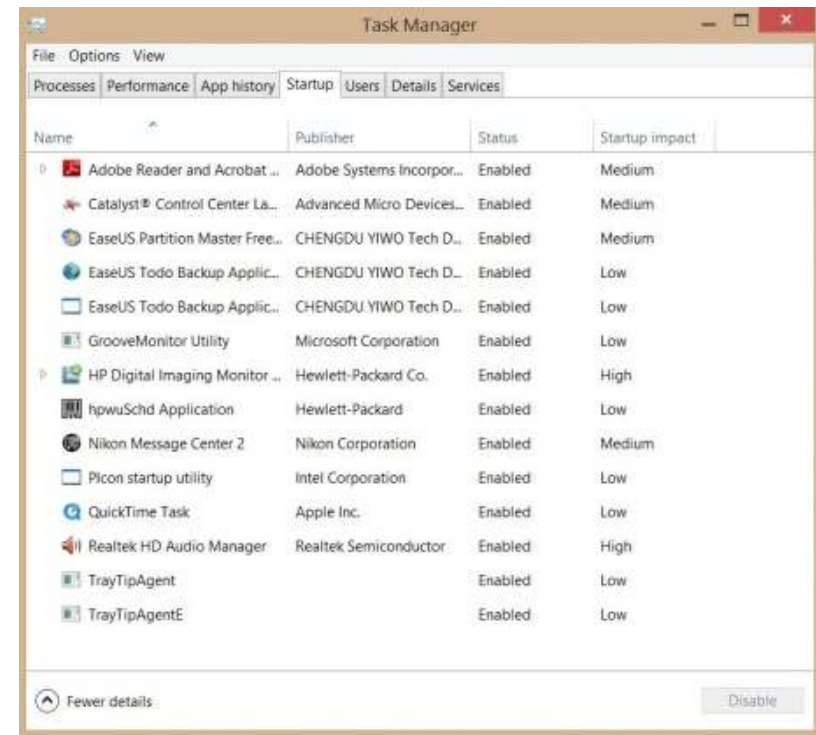 Task Manager
File Options View
Processes Performance App history Startup Users Details Services
Name Publisher Status Startup impact
Adobe Reader and Acrobat ... Adobe Systems Incorpor... Enabled Medium
Catalyst® Control Center La... Advanced Micro Devices... Enabled Medium
EaseUS Partition Master Free... CHENGDU YIWO Tech D... Enabled Medium
EaseUS Todo Backup Applic... CHENGDU YIWO Tech D... Enabled Low
EaseUS Todo Backup Applic... CHENGDU YIWO Tech D... Enabled Low
GrooveMonitor Utility Microsoft Corporation Enabled Low
HP Digital Imaging Monitor ... Hewlett-Packard Co. Enabled High
hpwuSchd Application Hewlett-Packard Enabled Low
Nikon Message Center 2 Nikon Corporation Enabled Medium
PIcon startup utility Intel Corporation Enabled Low
QuickTime Task Apple Inc. Enabled Low
Realtek HD Audio Manager Realtek Semiconductor Enabled High
TrayTipAgent Enabled Low
TrayTipAgentE Enabled Low
Fewer details Disable